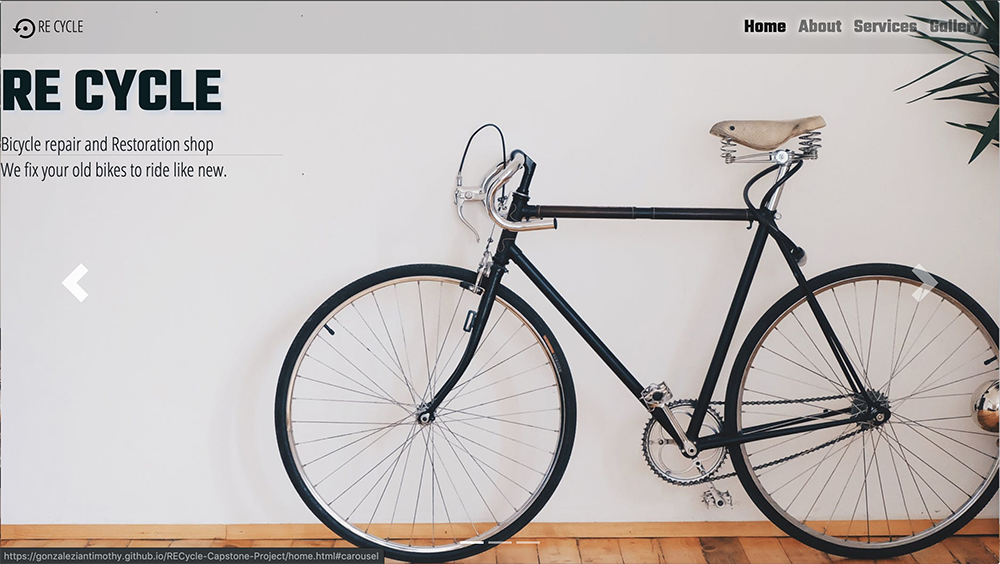 RE CYCLE
Home About Services Gallery
RE CYCLE
Bicycle repair and Restoration shop
We fix your old bikes to ride like new.
https://gonzaleziantimothy.github.io/RECycle-Capstone-Project/home.html#carousel